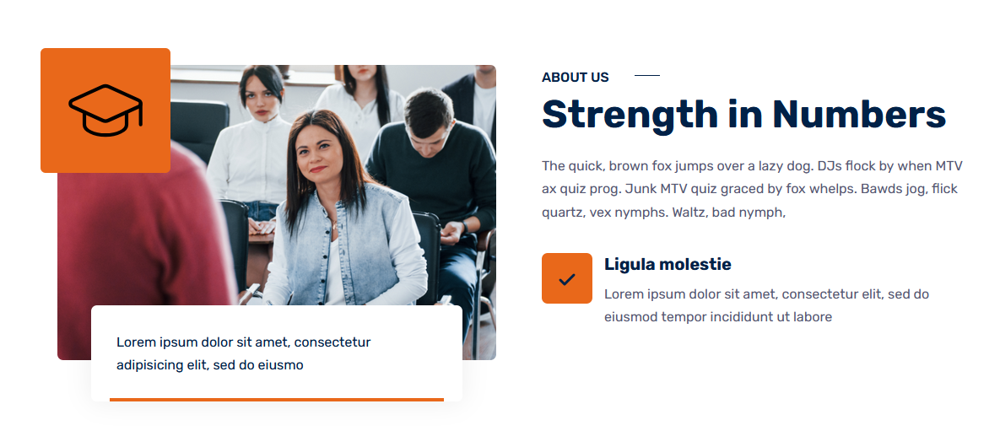 ABOUT US
Strength in Numbers
The quick, brown fox jumps over a lazy dog. DJs flock by when MTV
ax quiz prog. Junk MTV quiz graced by fox whelps. Bawds jog, flick
quartz, vex nymphs. Waltz, bad nymph,
Ligula molestie
Lorem ipsum dolor sit amet, consectetur elit, sed do
eiusmod tempor incididunt ut labore
Lorem ipsum dolor sit amet, consectetur
adipisicing elit, sed do eiusmo